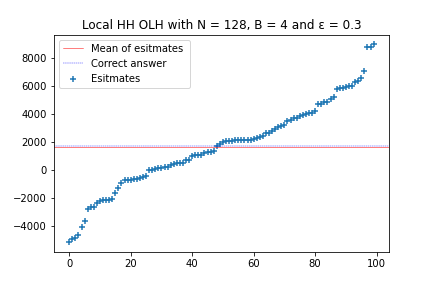 Local HH OLH with N = 128, B = 4 and ε = 0.3
Mean of esitmates
Correct answer
Esitmates
8000
6000
4000
2000
0
−2000
−4000
0 20 40 60 80 100